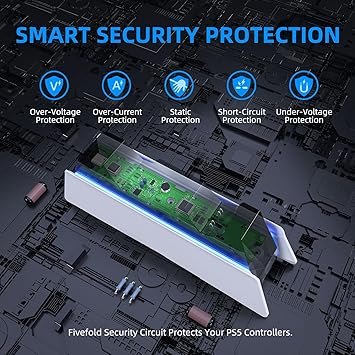 SMART SECURITY PROTECTION
V⁺ A⁺ U
Over-Voltage Over-Current Static Short-Circuit Under-Voltage
Protection Protection Protection Protection Protection
Fivefold Security Circuit Protects Your PS5 Controllers.